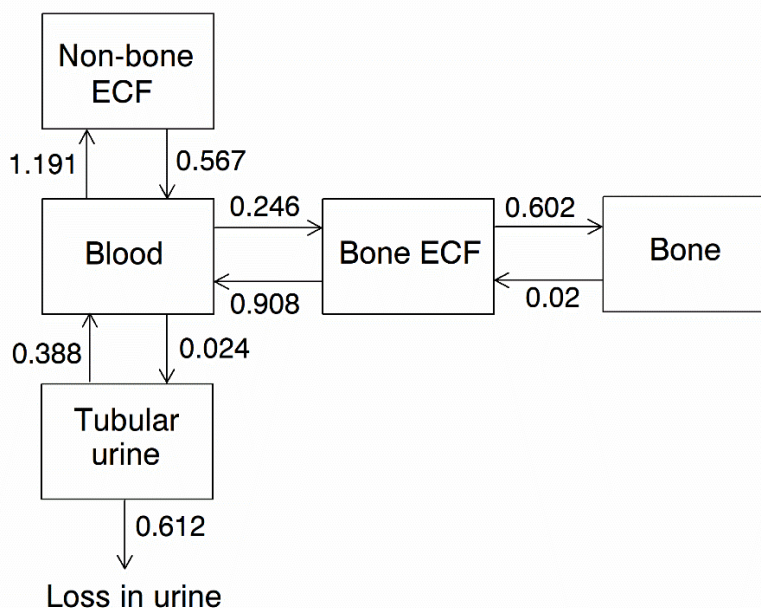 Non-bone
ECF
1.191
0.567
Blood
0.246
0.908
Bone ECF
0.602
0.02
Bone
0.388
0.024
Tubular
urine
0.612
Loss in urine